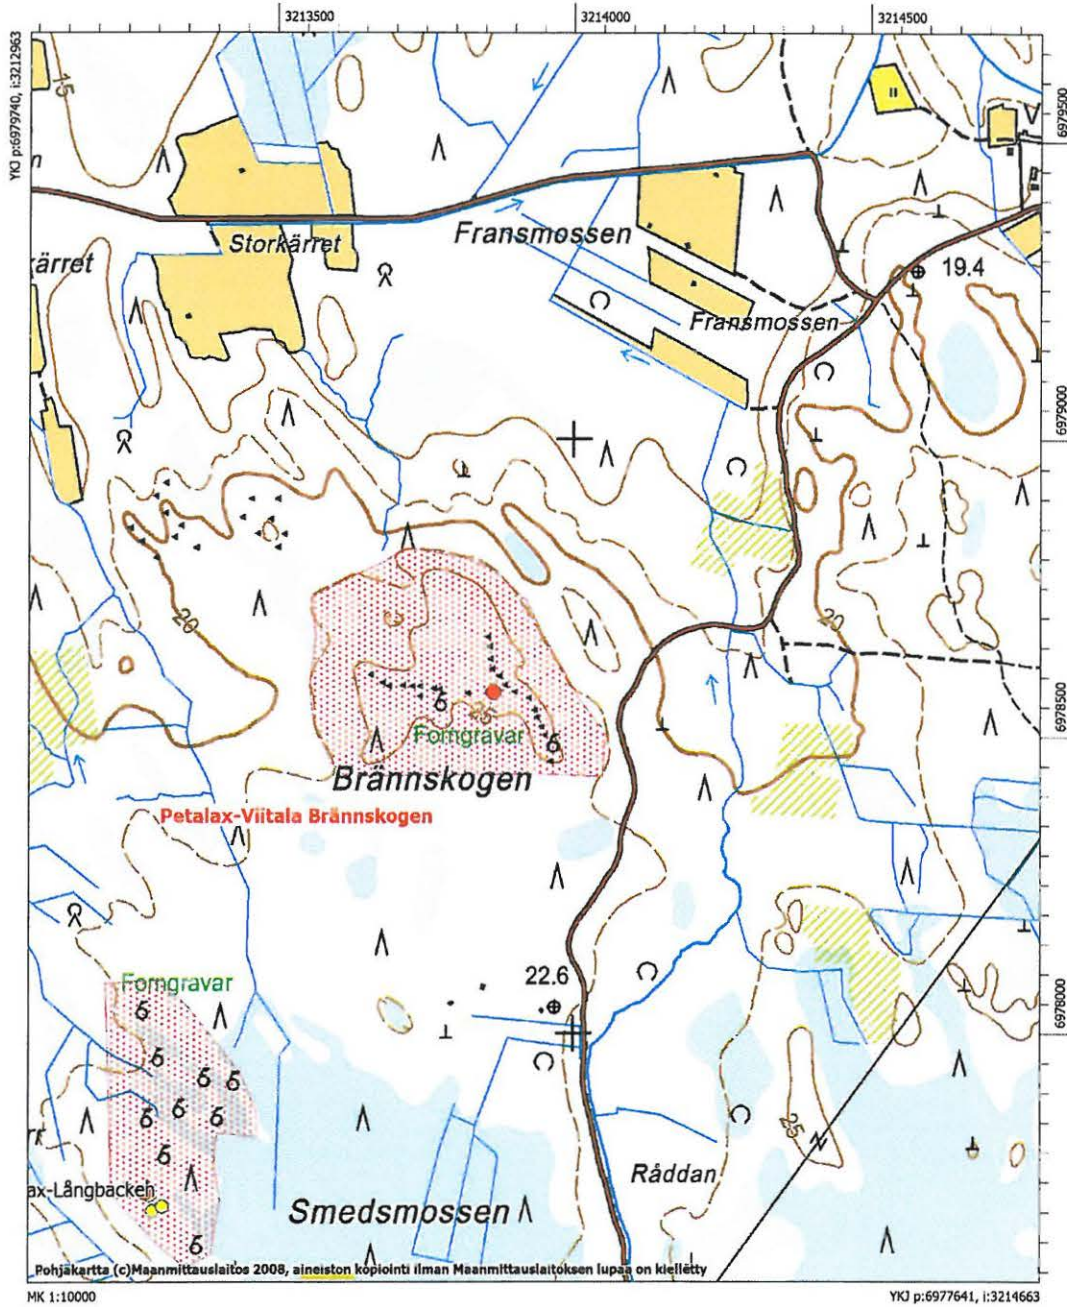 3213500
3214000
3214500
YKJ p:6979740, i:3212963
6979500
15
n
Storkärret
Fransmossen
kärret
19.4
Fransmossen
6979000
20
20
6978500
25
Forngravar
Brännskogen
Petalax-Viitala Brännskogen
Forngravar
22.6
6978000
25
Råddan
ax-Långbacken
Smedsmossen
Pohjakartta (c)Maanmittauslaitos 2008, aineiston kopiointi ilman Maanmittauslaitoksen lupaa on kielletty
MK 1:10000
YKJ p:6977641, i:3214663